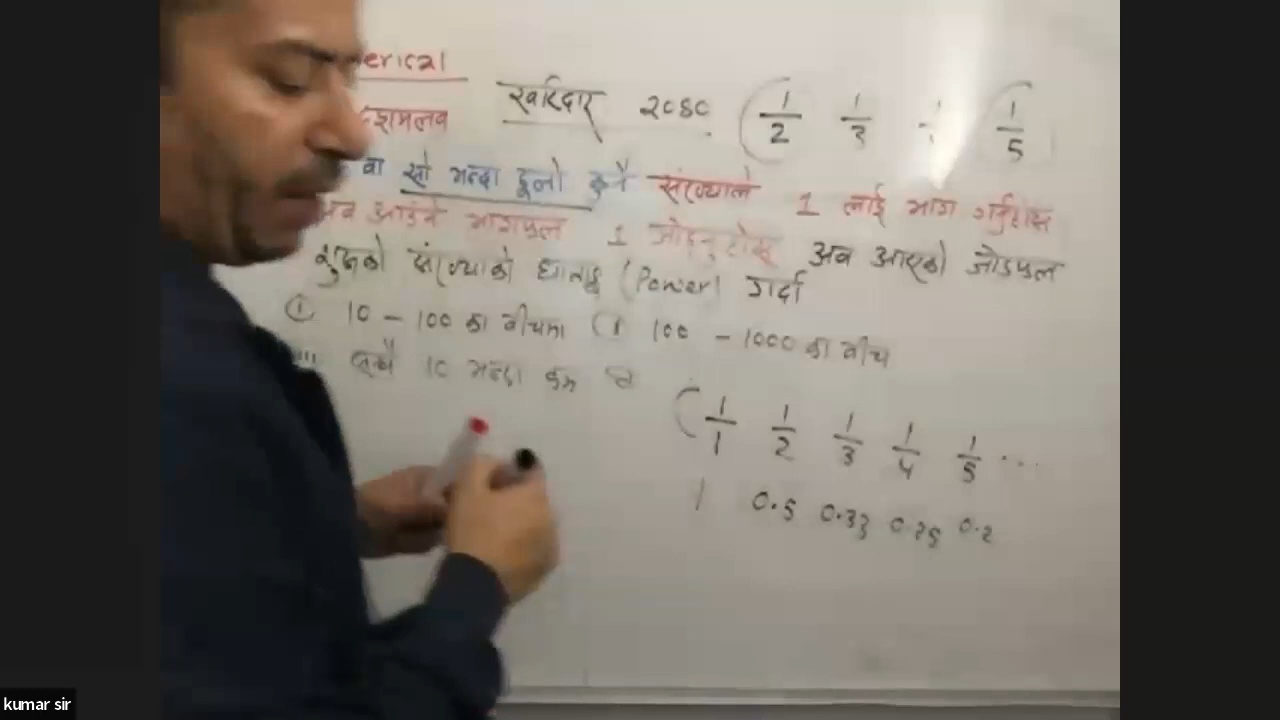 erical
शमलव खरिदार २०८० ( 1/2 1/3 1/5
वा सो भन्दा ठूलो कुनै संख्याले 1 लाई भाग गर्नुहोस
अब आउने भागफल 1 जोड्नुहोस अब आएको जोडफल
शुरुको संख्याको घाताङ्क (Power) गर्दा
① 10 - 100 का बीचमा 100 - 1000 का बीच
10 भन्दा कम
( 1/1 1/2 1/3 1/4 1/5 ...
1 0.5 0.33 0.25 0.2
kumar sir